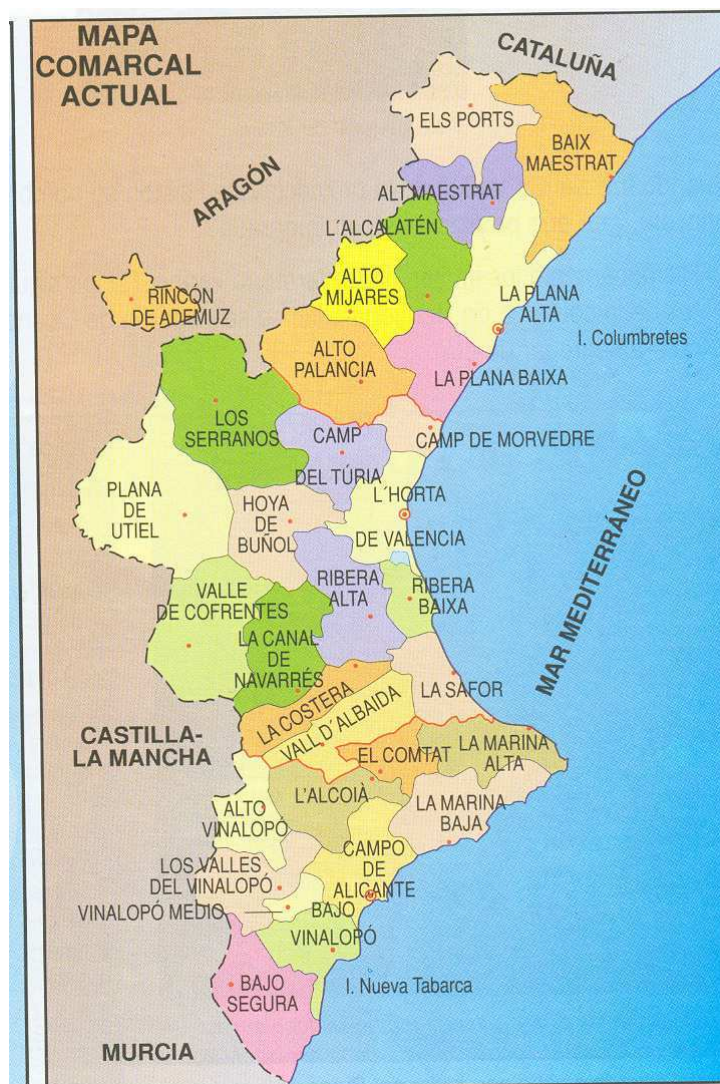 MAPA
COMARCAL
ACTUAL
CATALUÑA
ELS PORTS
BAIX
MAESTRAT
ARAGÓN
ALT MAESTRAT
L´ALCALATÉN
ALTO
MIJARES
RINCÓN
DE ADEMUZ
LA PLANA
ALTA
I. Columbretes
ALTO
PALANCIA
LA PLANA BAIXA
LOS
SERRANOS
CAMP
DEL TÚRIA
CAMP DE MORVEDRE
PLANA
DE
UTIEL
HOYA
DE
BUÑOL
L´HORTA
DE VALENCIA
MAR MEDITERRÁNEO
VALLE
DE COFRENTES
RIBERA
ALTA
RIBERA
BAIXA
LA CANAL
DE
NAVARRÉS
LA SAFOR
LA COSTERA
VALL D´ALBAIDA
CASTILLA-
LA MANCHA
EL COMTAT
LA MARINA
ALTA
L'ALCOIÀ
LA MARINA
BAJA
ALTO
VINALOPÓ
CAMPO
DE
ALICANTE
LOS VALLES
DEL VINALOPÓ
VINALOPÓ MEDIO
BAJO
VINALOPÓ
I. Nueva Tabarca
BAJO
SEGURA
MURCIA